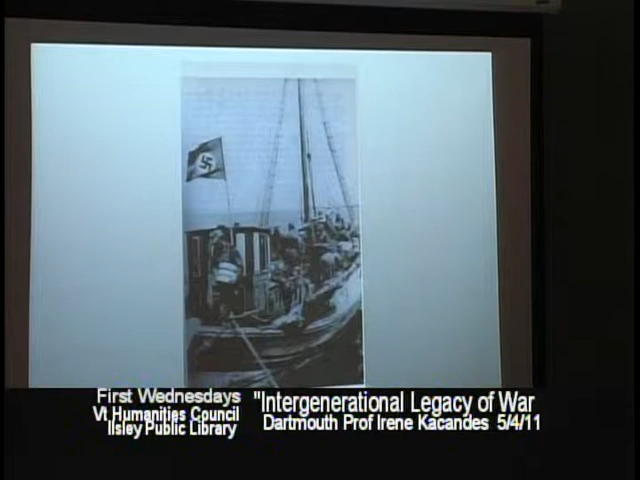 First Wednesdays
Vt Humanities Council
Ilsley Public Library
"Intergenerational Legacy of War
Dartmouth Prof Irene Kacandes 5/4/11